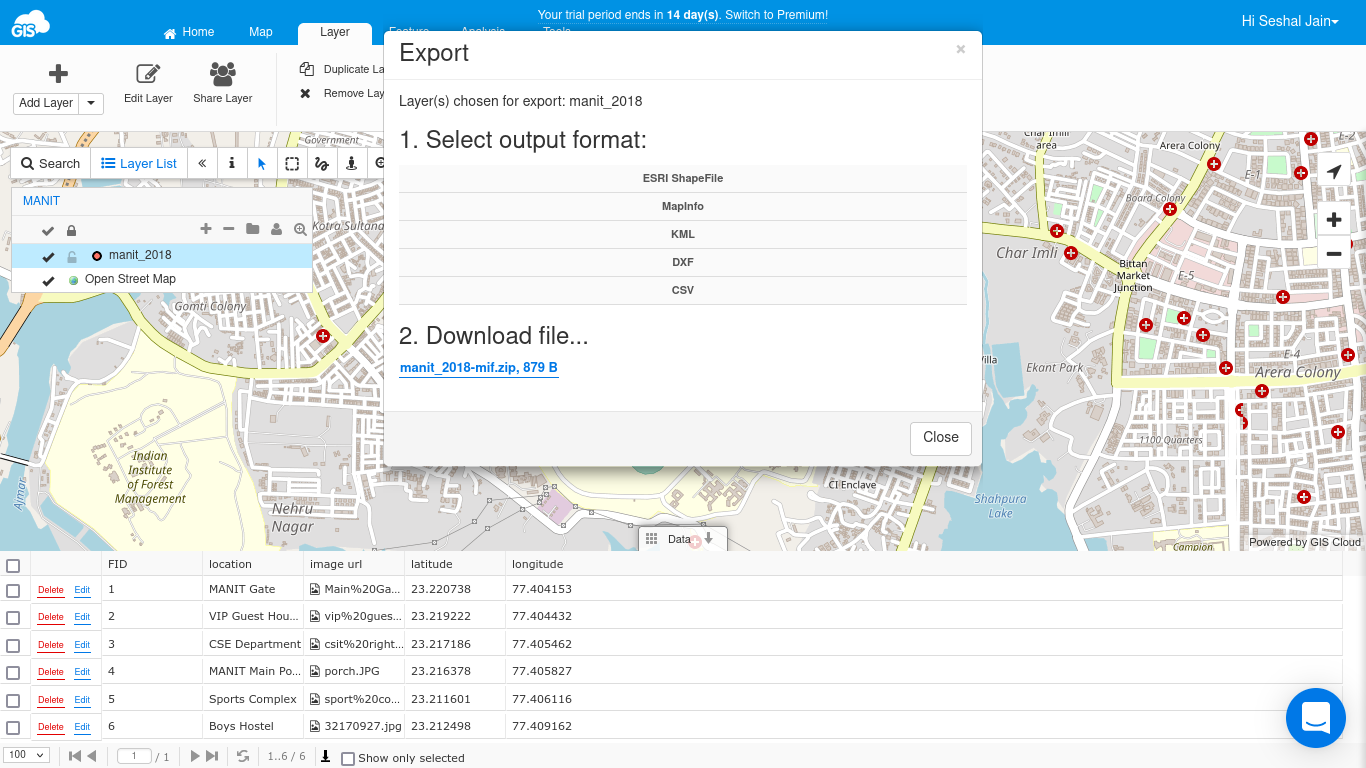 Your trial period ends in 14 day(s). Switch to Premium!
GIS
Home
Map
Layer
Feature
Analysis
Tools
Hi Seshal Jain
Add Layer
Edit Layer
Share Layer
Duplicate La
Remove Lay
Export
×
Layer(s) chosen for export: manit_2018
1. Select output format:
ESRI ShapeFile
MapInfo
KML
DXF
CSV
2. Download file...
manit_2018-mif.zip, 879 B
Close
Search
Layer List
MANIT
manit_2018
Open Street Map
Government
Kotra Sultana
Gomti Colony
Indian
Institute
of Forest
Management
Nehru
Nagar
Char Imli
area
Arera Colony
E-2
E-1
Board Colony
Char Imli
Bittan
Market
Junction
E-5
Villa
Ekant Park
E-4
Arera Colony
1100 Quarters
CI Enclave
Shahpura
Lake
Campion
Powered by GIS Cloud
Data
FID location image url latitude longitude
Delete Edit 1 MANIT Gate Main%20Ga... 23.220738 77.404153
Delete Edit 2 VIP Guest Hou... vip%20gues... 23.219222 77.404432
Delete Edit 3 CSE Department csit%20right... 23.217186 77.405462
Delete Edit 4 MANIT Main Po... porch.JPG 23.216378 77.405827
Delete Edit 5 Sports Complex sport%20co... 23.211601 77.406116
Delete Edit 6 Boys Hostel 32170927.jpg 23.212498 77.409162
100 1 / 1 1..6 / 6 Show only selected